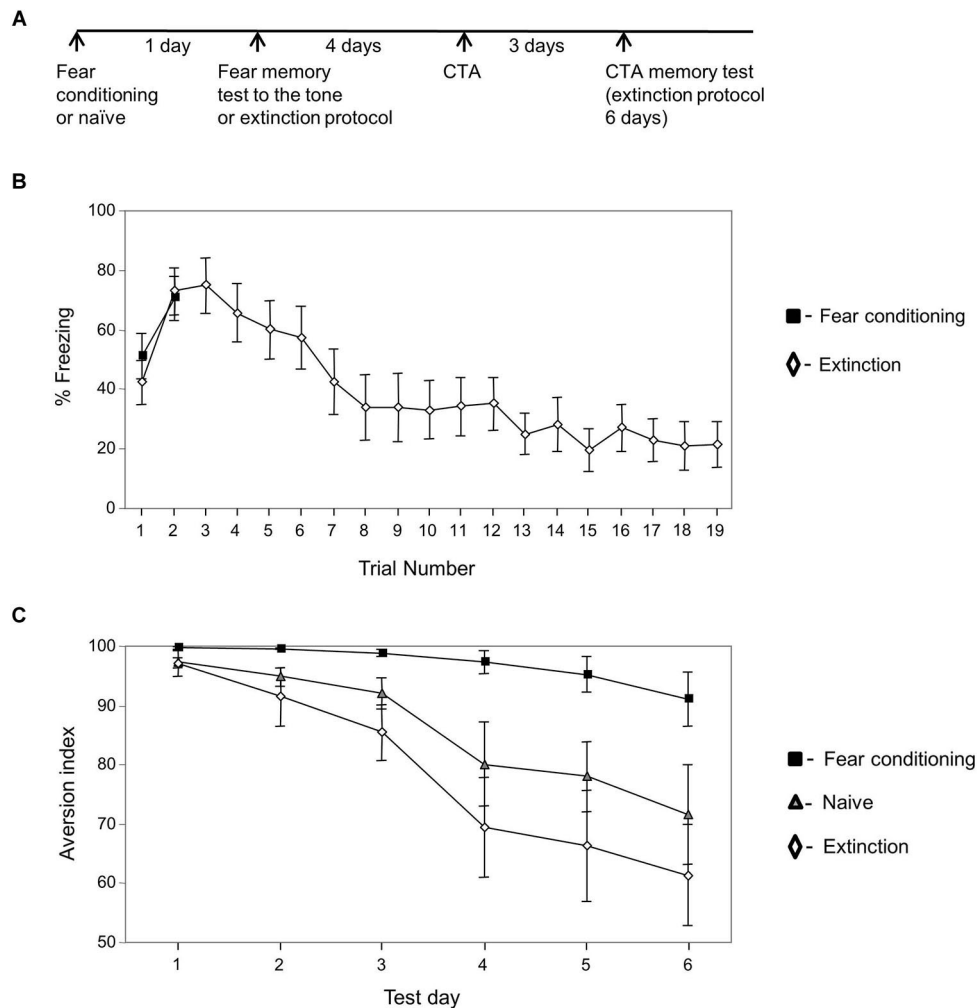 A
1 day
4 days
3 days
Fear
conditioning
or naïve
Fear memory
test to the tone
or extinction protocol
CTA
CTA memory test
(extinction protocol
6 days)
B
% Freezing
100
80
60
40
20
0
1 2 3 4 5 6 7 8 9 10 11 12 13 14 15 16 17 18 19
Trial Number
- Fear conditioning
- Extinction
C
Aversion index
100
90
80
70
60
50
1 2 3 4 5 6
Test day
- Fear conditioning
- Naive
- Extinction